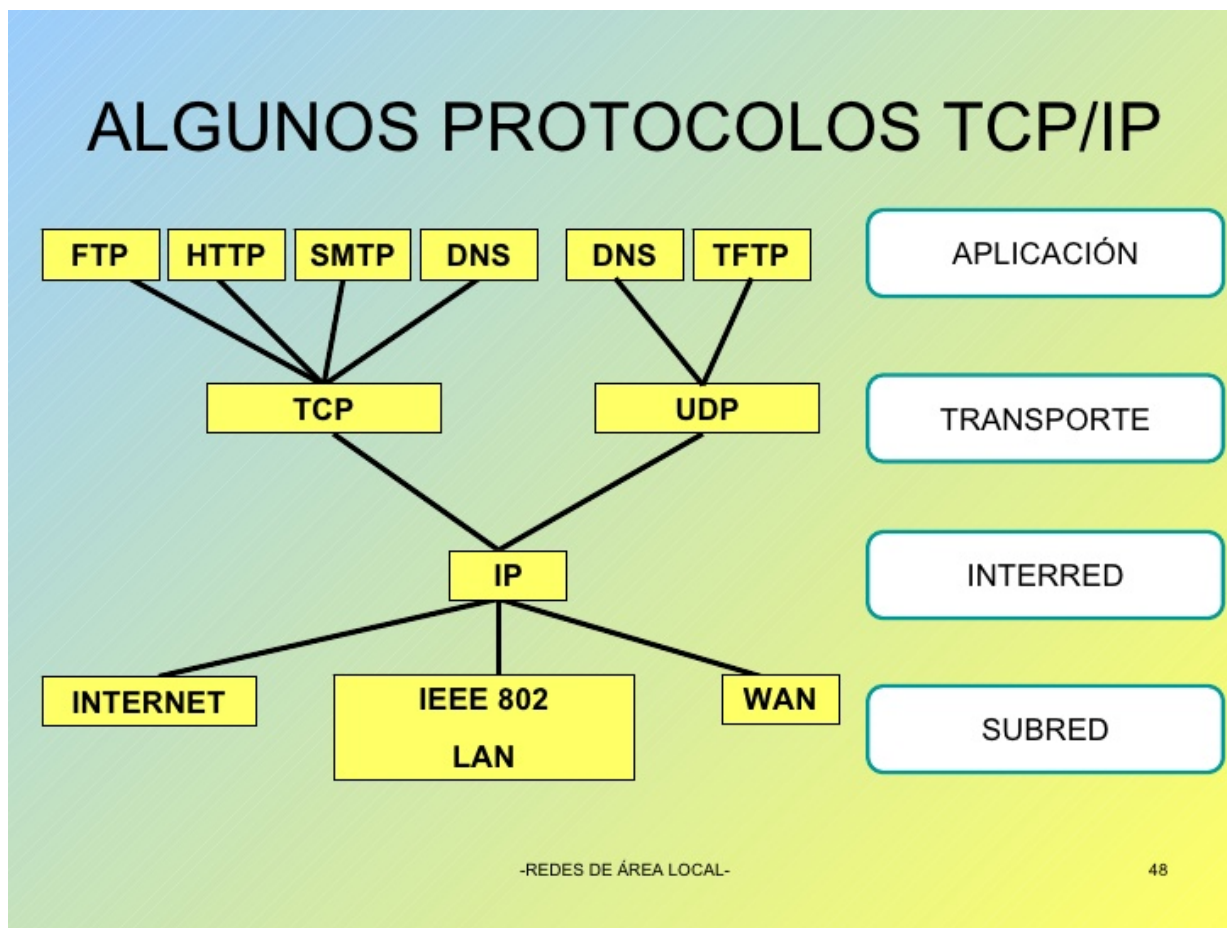 ALGUNOS PROTOCOLOS TCP/IP
FTP HTTP SMTP DNS DNS TFTP APLICACIÓN
TCP UDP TRANSPORTE
IP INTERRED
INTERNET IEEE 802 WAN SUBRED
LAN
-REDES DE ÁREA LOCAL- 48